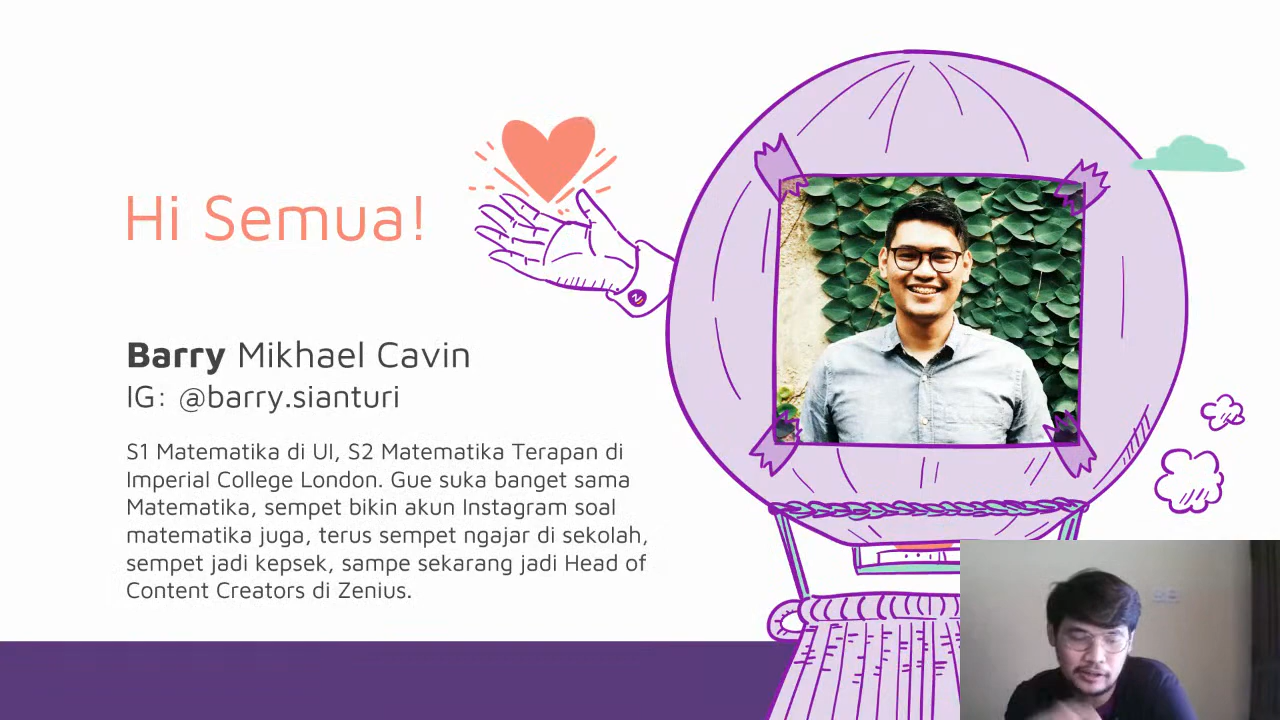 Hi Semua!
Barry Mikhael Cavin
IG: @barry.sianturi
S1 Matematika di UI, S2 Matematika Terapan di
Imperial College London. Gue suka banget sama
Matematika, sempet bikin akun Instagram soal
matematika juga, terus sempet ngajar di sekolah,
sempet jadi kepsek, sampe sekarang jadi Head of
Content Creators di Zenius.